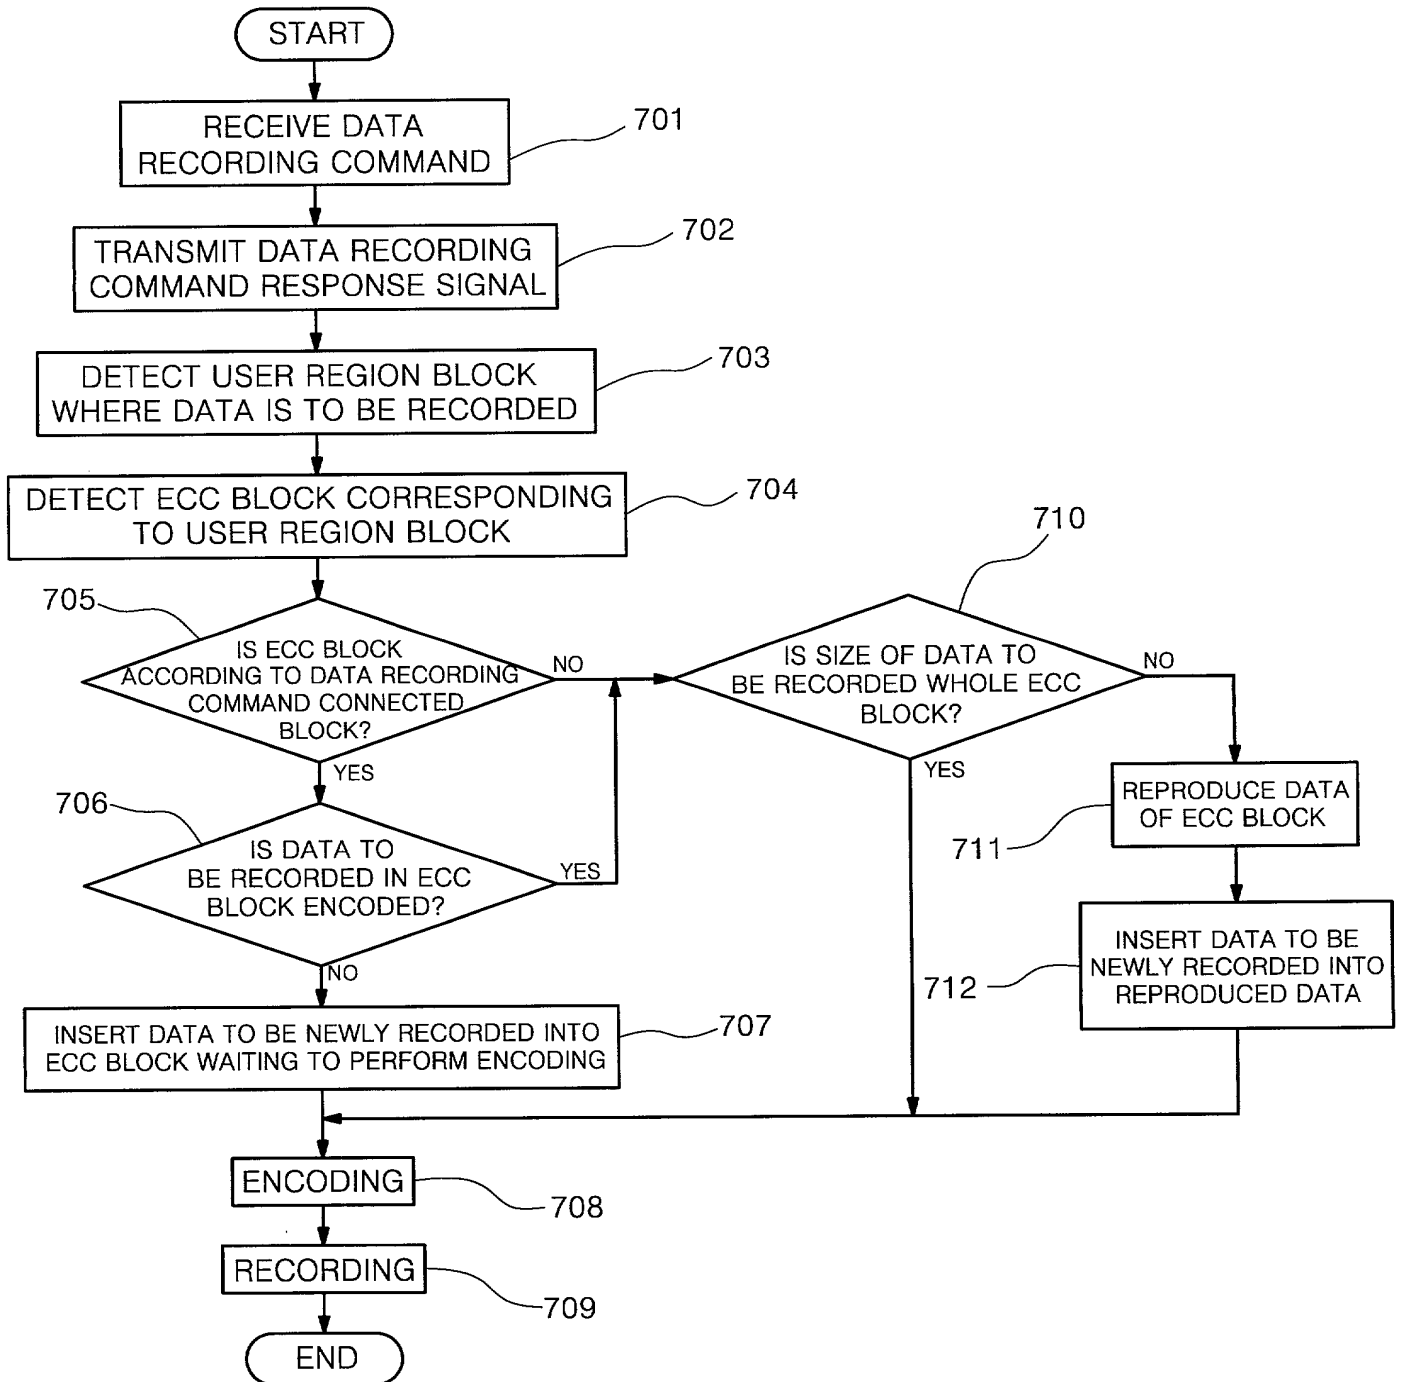 START
RECEIVE DATA
RECORDING COMMAND
701
TRANSMIT DATA RECORDING
COMMAND RESPONSE SIGNAL
702
DETECT USER REGION BLOCK
WHERE DATA IS TO BE RECORDED
703
DETECT ECC BLOCK CORRESPONDING
TO USER REGION BLOCK
704
705
IS ECC BLOCK
ACCORDING TO DATA RECORDING
COMMAND CONNECTED
BLOCK?
NO
YES
706
IS DATA TO
BE RECORDED IN ECC
BLOCK ENCODED?
YES
NO
INSERT DATA TO BE NEWLY RECORDED INTO
ECC BLOCK WAITING TO PERFORM ENCODING
707
710
IS SIZE OF DATA TO
BE RECORDED WHOLE ECC
BLOCK?
NO
YES
REPRODUCE DATA
OF ECC BLOCK
711
INSERT DATA TO BE
NEWLY RECORDED INTO
REPRODUCED DATA
712
ENCODING
708
RECORDING
709
END